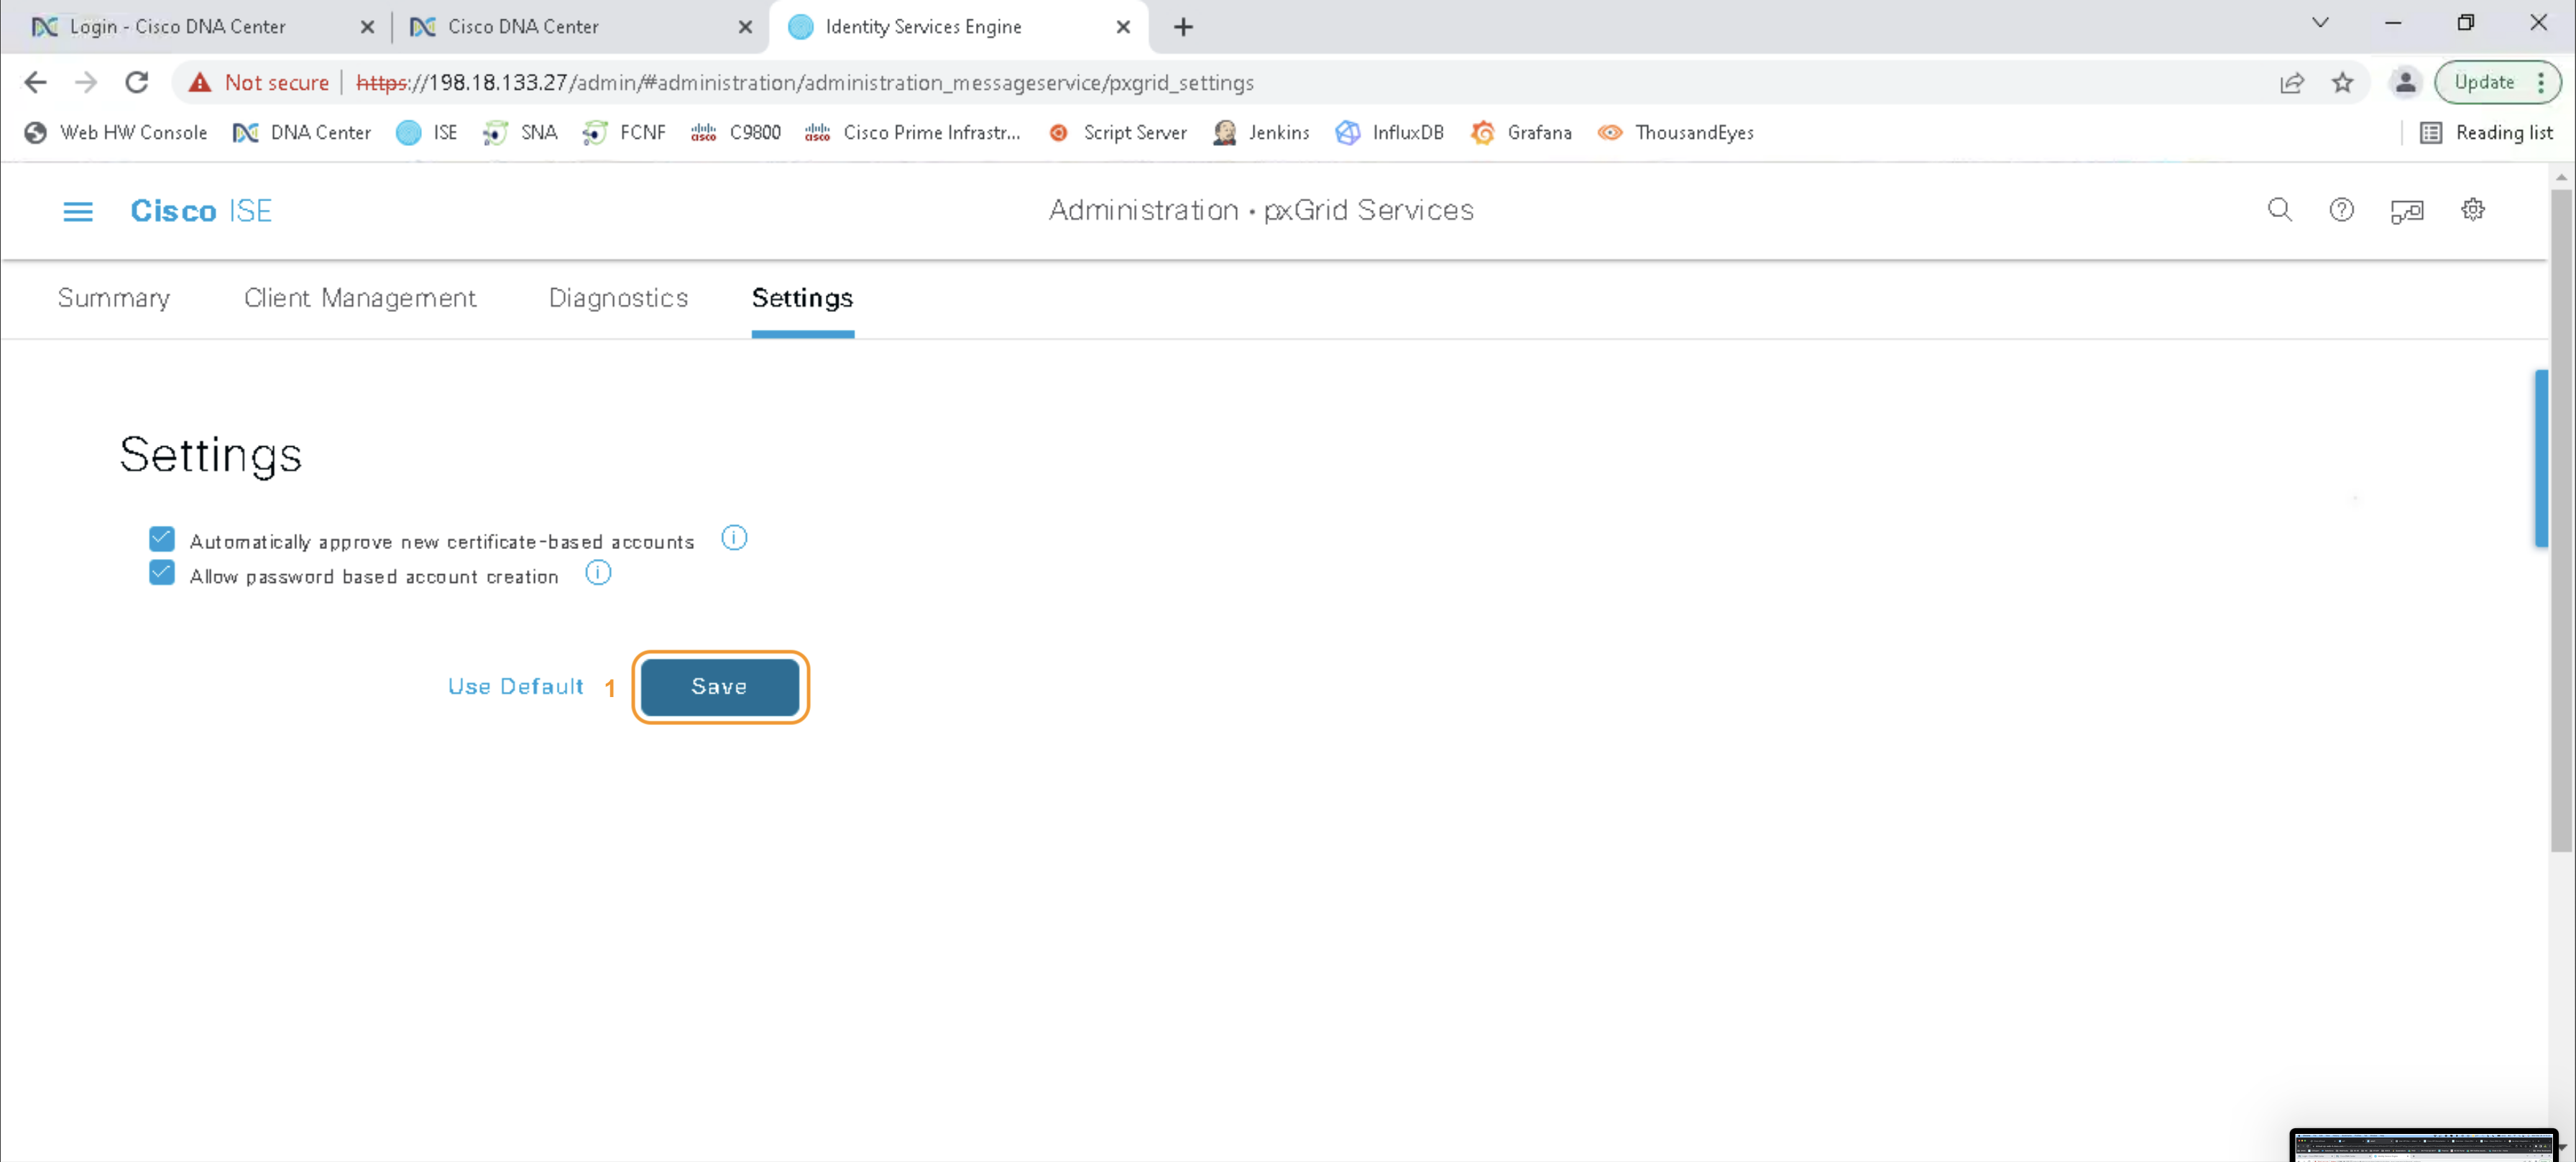 Login - Cisco DNA Center
Cisco DNA Center
Identity Services Engine
Not secure
https://198.18.133.27/admin/#administration/administration_messageservice/pxgrid_settings
Update
Web HW Console
DNA Center
ISE
SNA
FCNF
cisco
C9800
cisco
Cisco Prime Infrastr...
Script Server
Jenkins
InfluxDB
Grafana
ThousandEyes
Reading list
Cisco ISE
Administration • pxGrid Services
Summary
Client Management
Diagnostics
Settings
Settings
Automatically approve new certificate-based accounts
Allow password based account creation
Use Default
1
Save